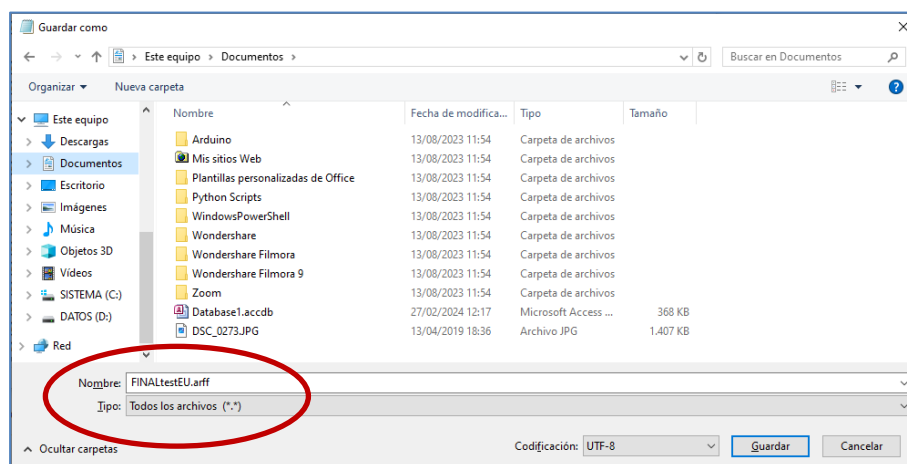 Guardar como
Este equipo > Documentos >
Buscar en Documentos
Organizar Nueva carpeta
Nombre Fecha de modifica... Tipo Tamaño
Este equipo
Descargas
Documentos
Escritorio
Imágenes
Música
Objetos 3D
Vídeos
SISTEMA (C:)
DATOS (D:)
Red
Arduino 13/08/2023 11:54 Carpeta de archivos
Mis sitios Web 13/08/2023 11:54 Carpeta de archivos
Plantillas personalizadas de Office 13/08/2023 11:54 Carpeta de archivos
Python Scripts 13/08/2023 11:54 Carpeta de archivos
WindowsPowerShell 13/08/2023 11:54 Carpeta de archivos
Wondershare 13/08/2023 11:54 Carpeta de archivos
Wondershare Filmora 13/08/2023 11:54 Carpeta de archivos
Wondershare Filmora 9 13/08/2023 11:54 Carpeta de archivos
Zoom 13/08/2023 11:54 Carpeta de archivos
Database1.accdb 27/02/2024 12:17 Microsoft Access ... 368 KB
DSC_0273.JPG 13/04/2019 18:36 Archivo JPG 1.407 KB
Nombre: FINALtestEU.arff
Tipo: Todos los archivos (*.*)
Ocultar carpetas
Codificación: UTF-8
Guardar
Cancelar